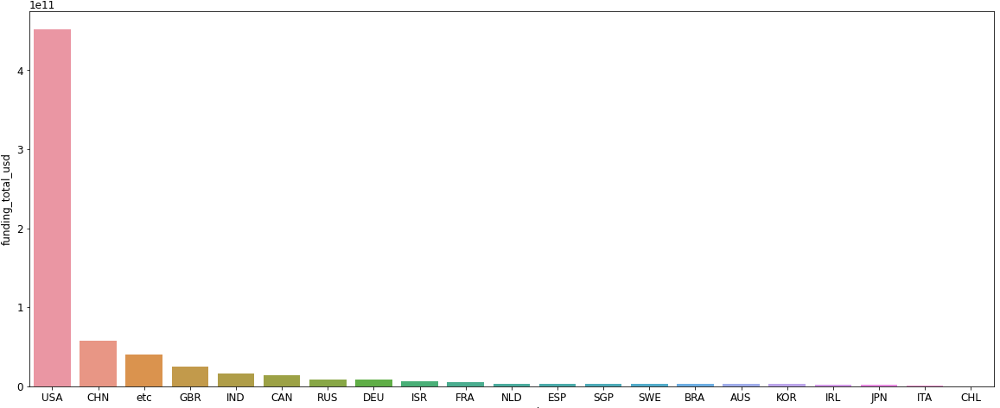 1e11
4
3
2
1
0
funding_total_usd
USA CHN etc GBR IND CAN RUS DEU ISR FRA NLD ESP SGP SWE BRA AUS KOR IRL JPN ITA CHL